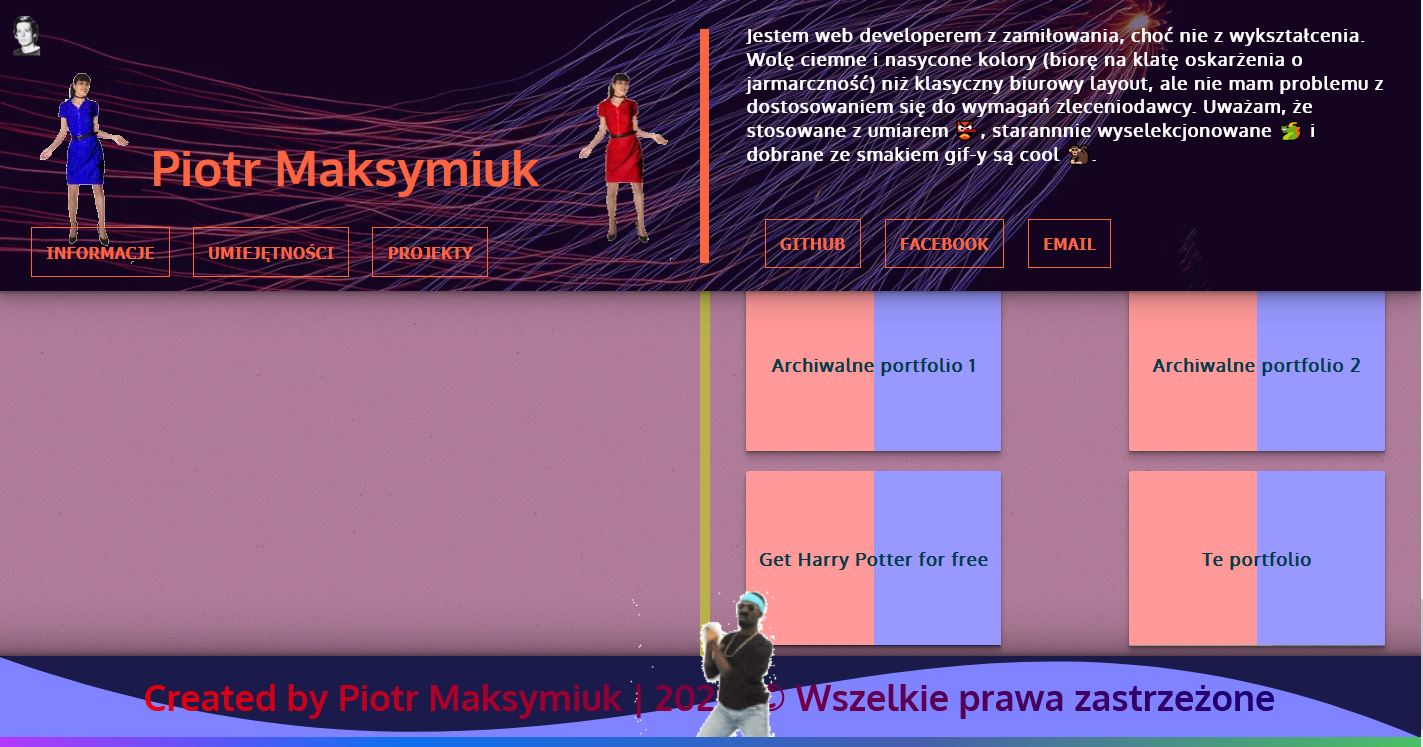 Jestem web developerem z zamiłowania, choć nie z wykształcenia.
Wolę ciemne i nasycone kolory (biorę na klatę oskarżenia o
jarmarczność) niż klasyczny biurowy layout, ale nie mam problemu z
dostosowaniem się do wymagań zleceniodawcy. Uważam, że
stosowane z umiarem , starannnie wyselekcjonowane i
dobrane ze smakiem gif-y są cool .
Piotr Maksymiuk
INFORMACJE UMIEJĘTNOŚCI PROJEKTY
GITHUB FACEBOOK EMAIL
Archiwalne portfolio 1
Archiwalne portfolio 2
Get Harry Potter for free
Te portfolio
Created by Piotr Maksymiuk | © Wszelkie prawa zastrzeżone